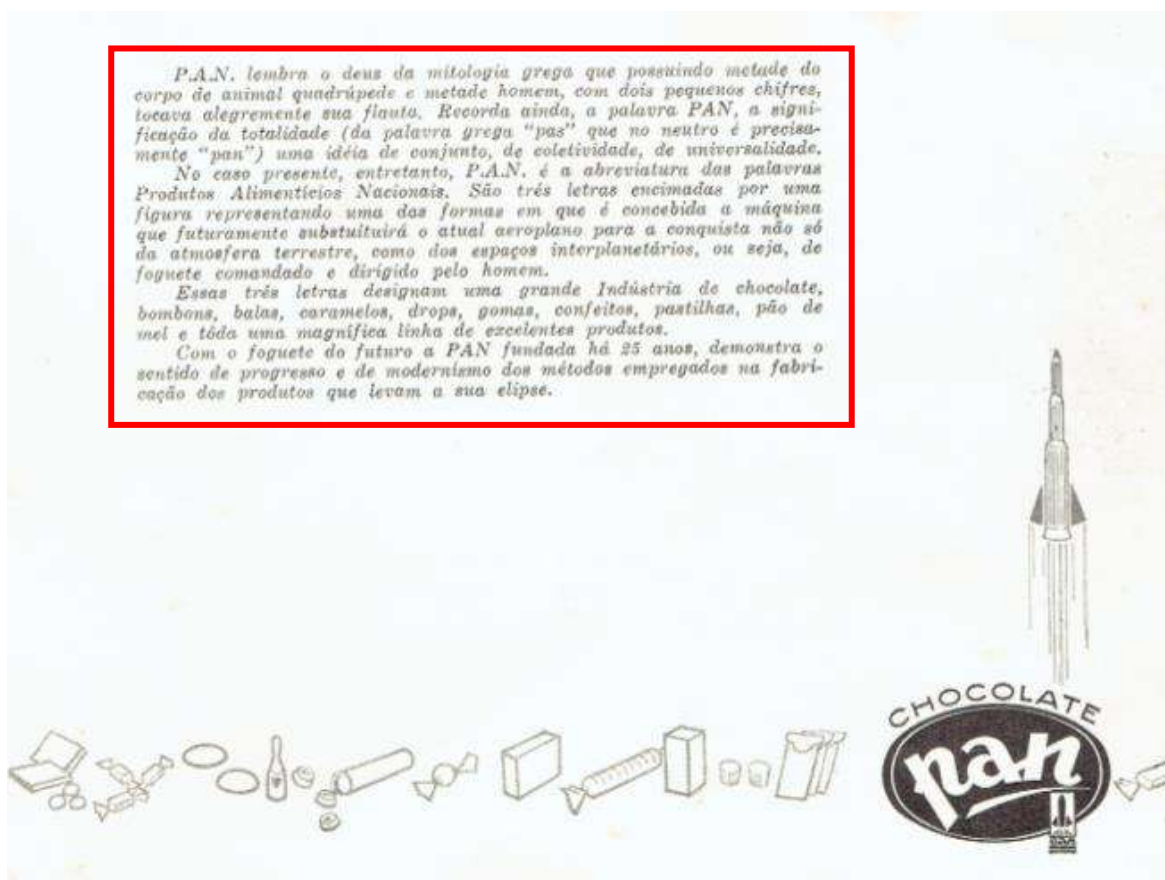 P.A.N. lembra o deus da mitologia grega que possuindo metade do
corpo de animal quadrúpede e metade homem, com dois pequenos chifres,
tocava alegremente sua flauta. Recorda ainda, a palavra PAN, a signi-
ficação da totalidade (da palavra grega "pas" que no neutro é precisa-
mente "pan") uma idéia de conjunto, de coletividade, de universalidade.
No caso presente, entretanto, P.A.N. é a abreviatura das palavras
Produtos Alimentícios Nacionais. São três letras encimadas por uma
figura representando uma das formas em que é concebida a máquina
que futuramente substuituirá o atual aeroplano para a conquista não só
da atmosfera terrestre, como dos espaços interplanetários, ou seja, de
foguete comandado e dirigido pelo homem.
Essas três letras designam uma grande Indústria de chocolate,
bombons, balas, caramelos, drops, gomas, confeitos, pastilhas, pão de
mel e tôda uma magnífica linha de excelentes produtos.
Com o foguete do futuro a PAN fundada há 25 anos, demonstra o
sentido de progresso e de modernismo dos métodos empregados na fabri-
cação dos produtos que levam a sua elipse.
CHOCOLATE
pan